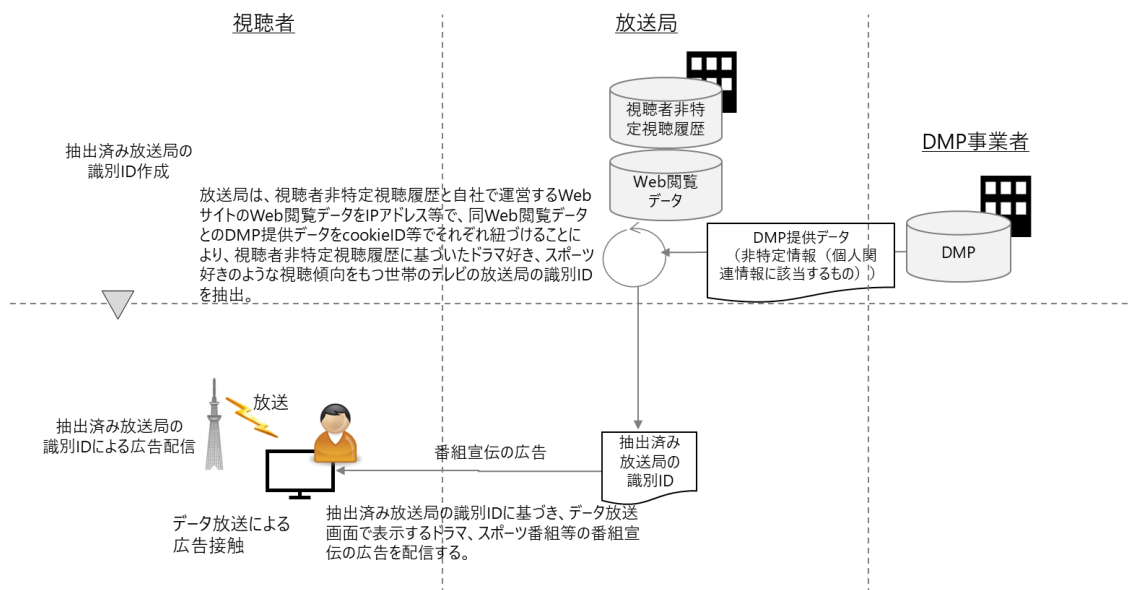 視聴者
放送局
視聴者非特
定視聴履歴
DMP事業者
抽出済み放送局の
識別ID作成
Web閲覧
データ
放送局は、視聴者非特定視聴履歴と自社で運営するWeb
サイトのWeb閲覧データをIPアドレス等で、同Web閲覧データ
とのDMP提供データをcookieID等でそれぞれ紐づけることに
より、視聴者非特定視聴履歴に基づいたドラマ好き、スポーツ
好きのような視聴傾向をもつ世帯のテレビの放送局の識別ID
を抽出。
DMP提供データ
（非特定情報（個人関
連情報に該当するもの））
DMP
放送
抽出済み放送局の
識別IDによる広告配信
番組宣伝の広告
抽出済み
放送局の
識別ID
データ放送による
広告接触
抽出済み放送局の識別IDに基づき、データ放送
画面で表示するドラマ、スポーツ番組等の番組宣
伝の広告を配信する。